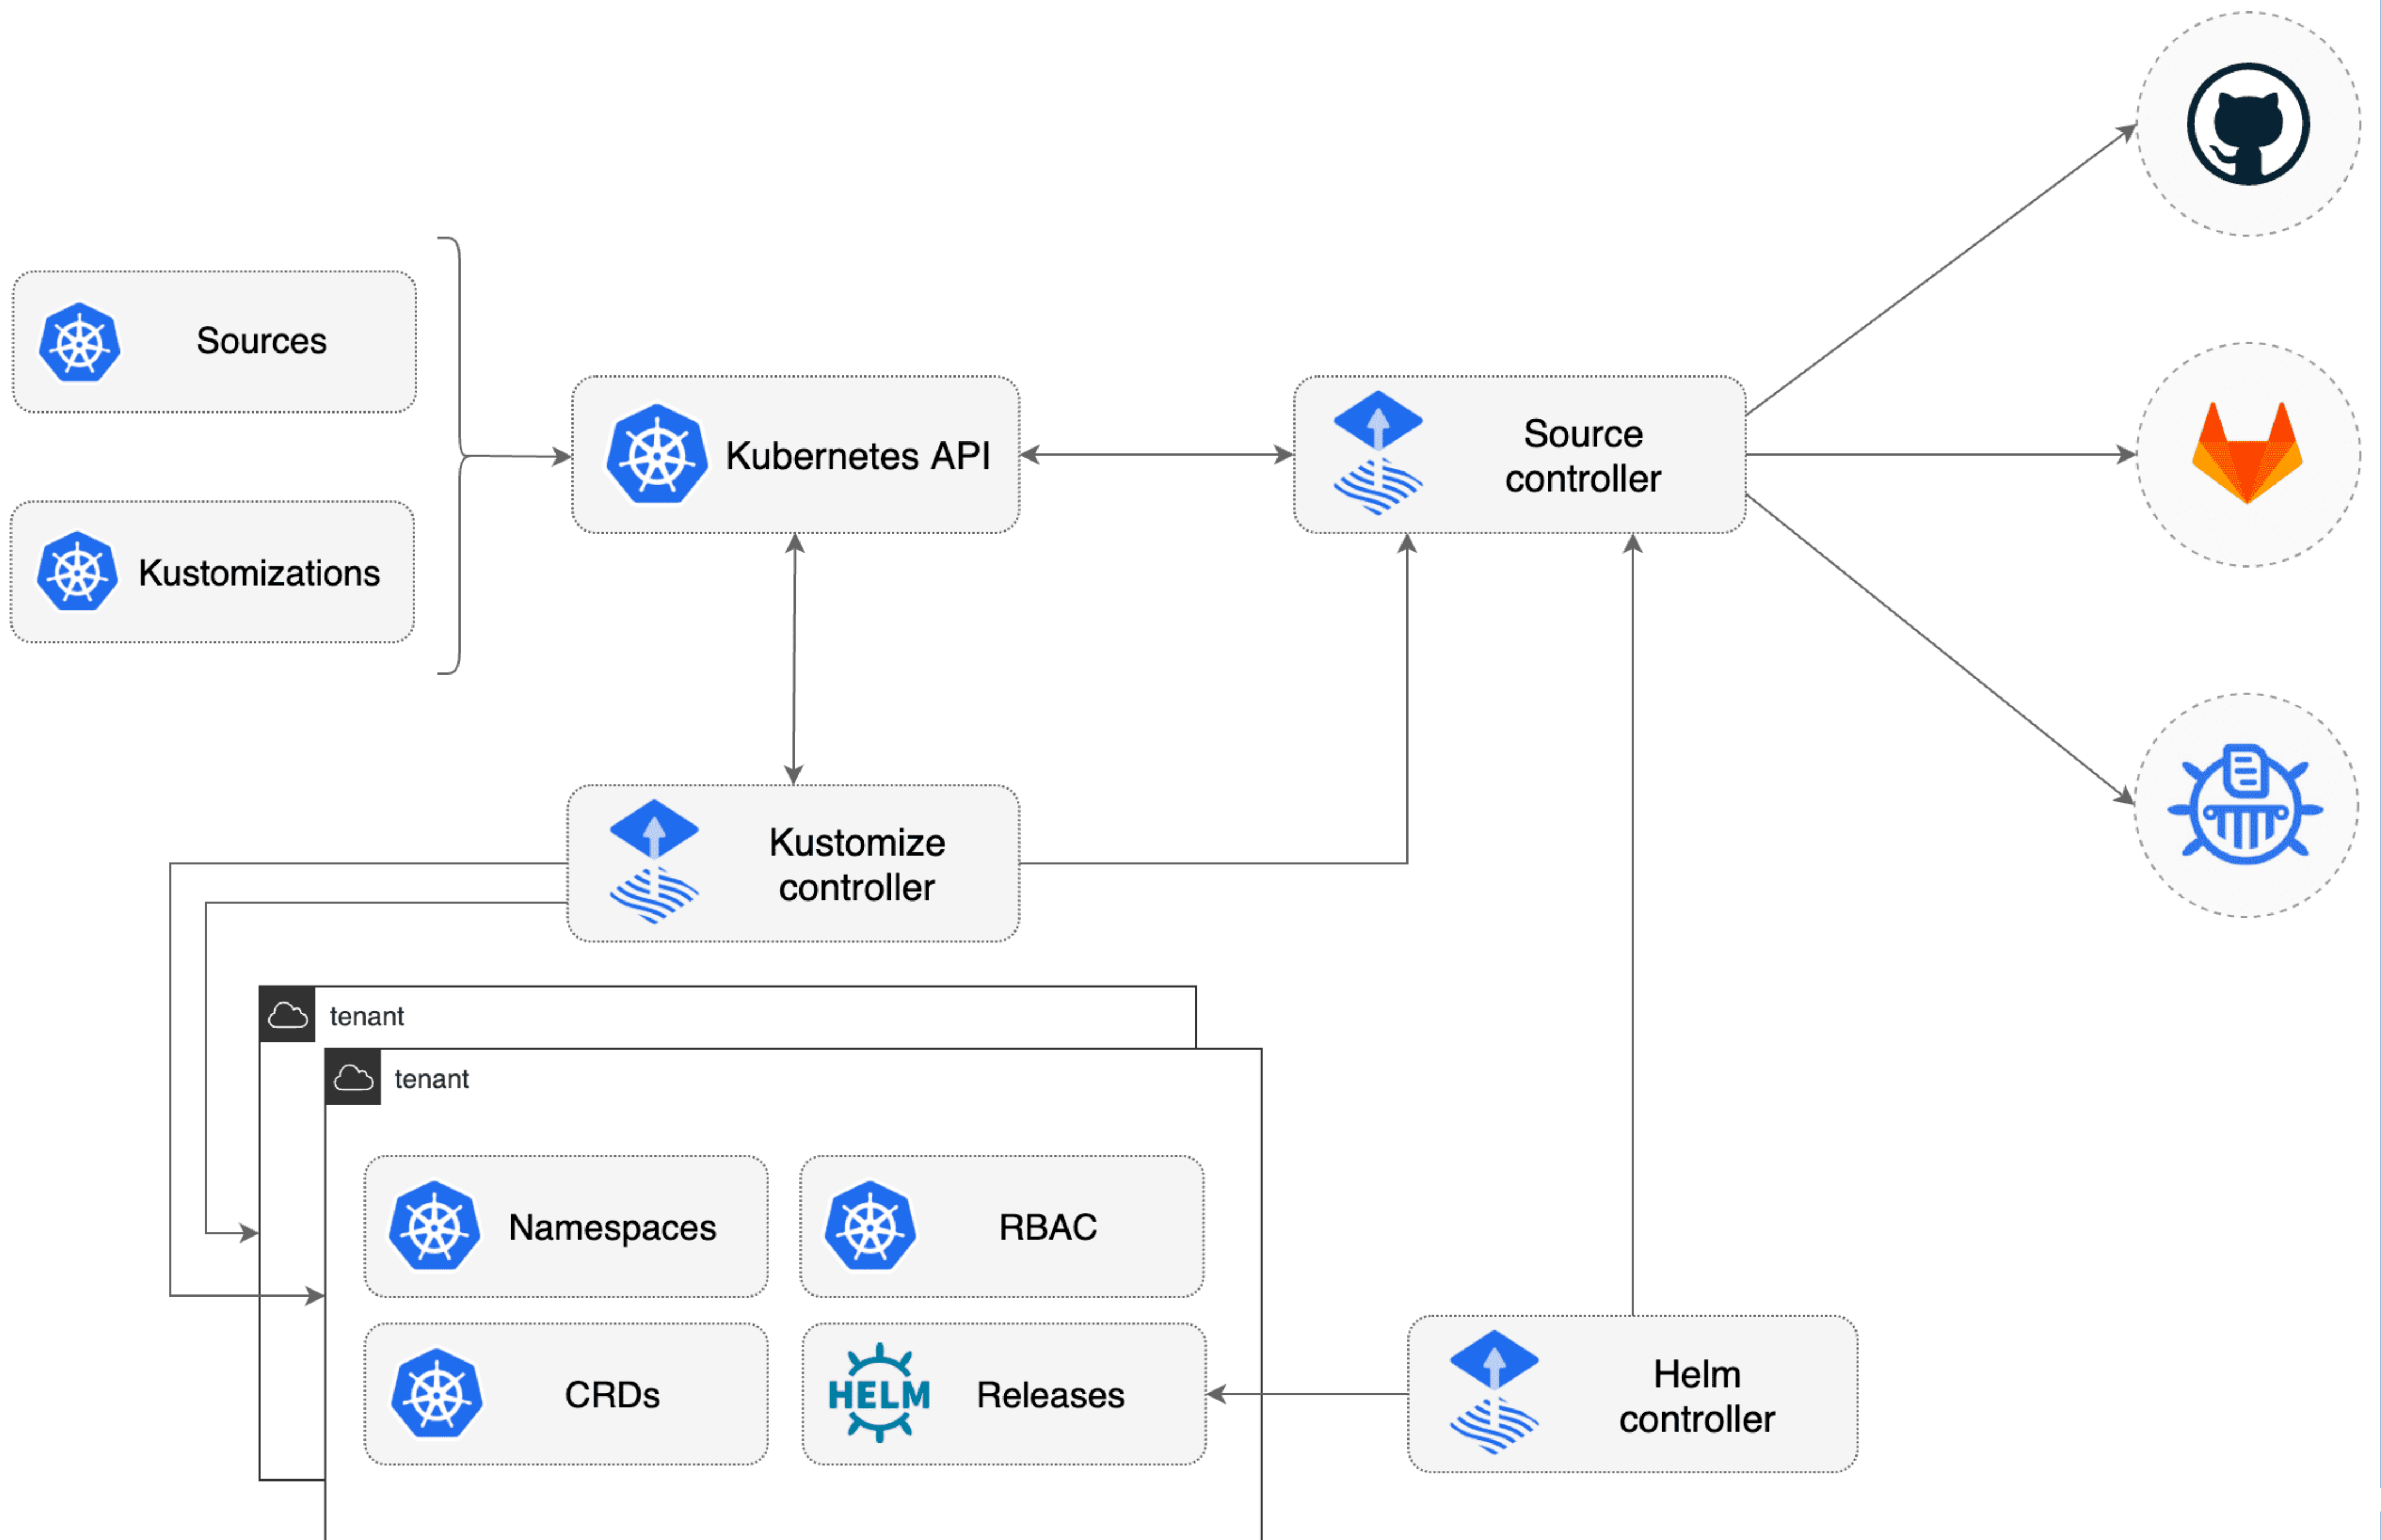 Sources
Kustomizations
Kubernetes API
Source
controller
Kustomize
controller
tenant
tenant
Namespaces
RBAC
CRDs
HELM
Releases
Helm
controller